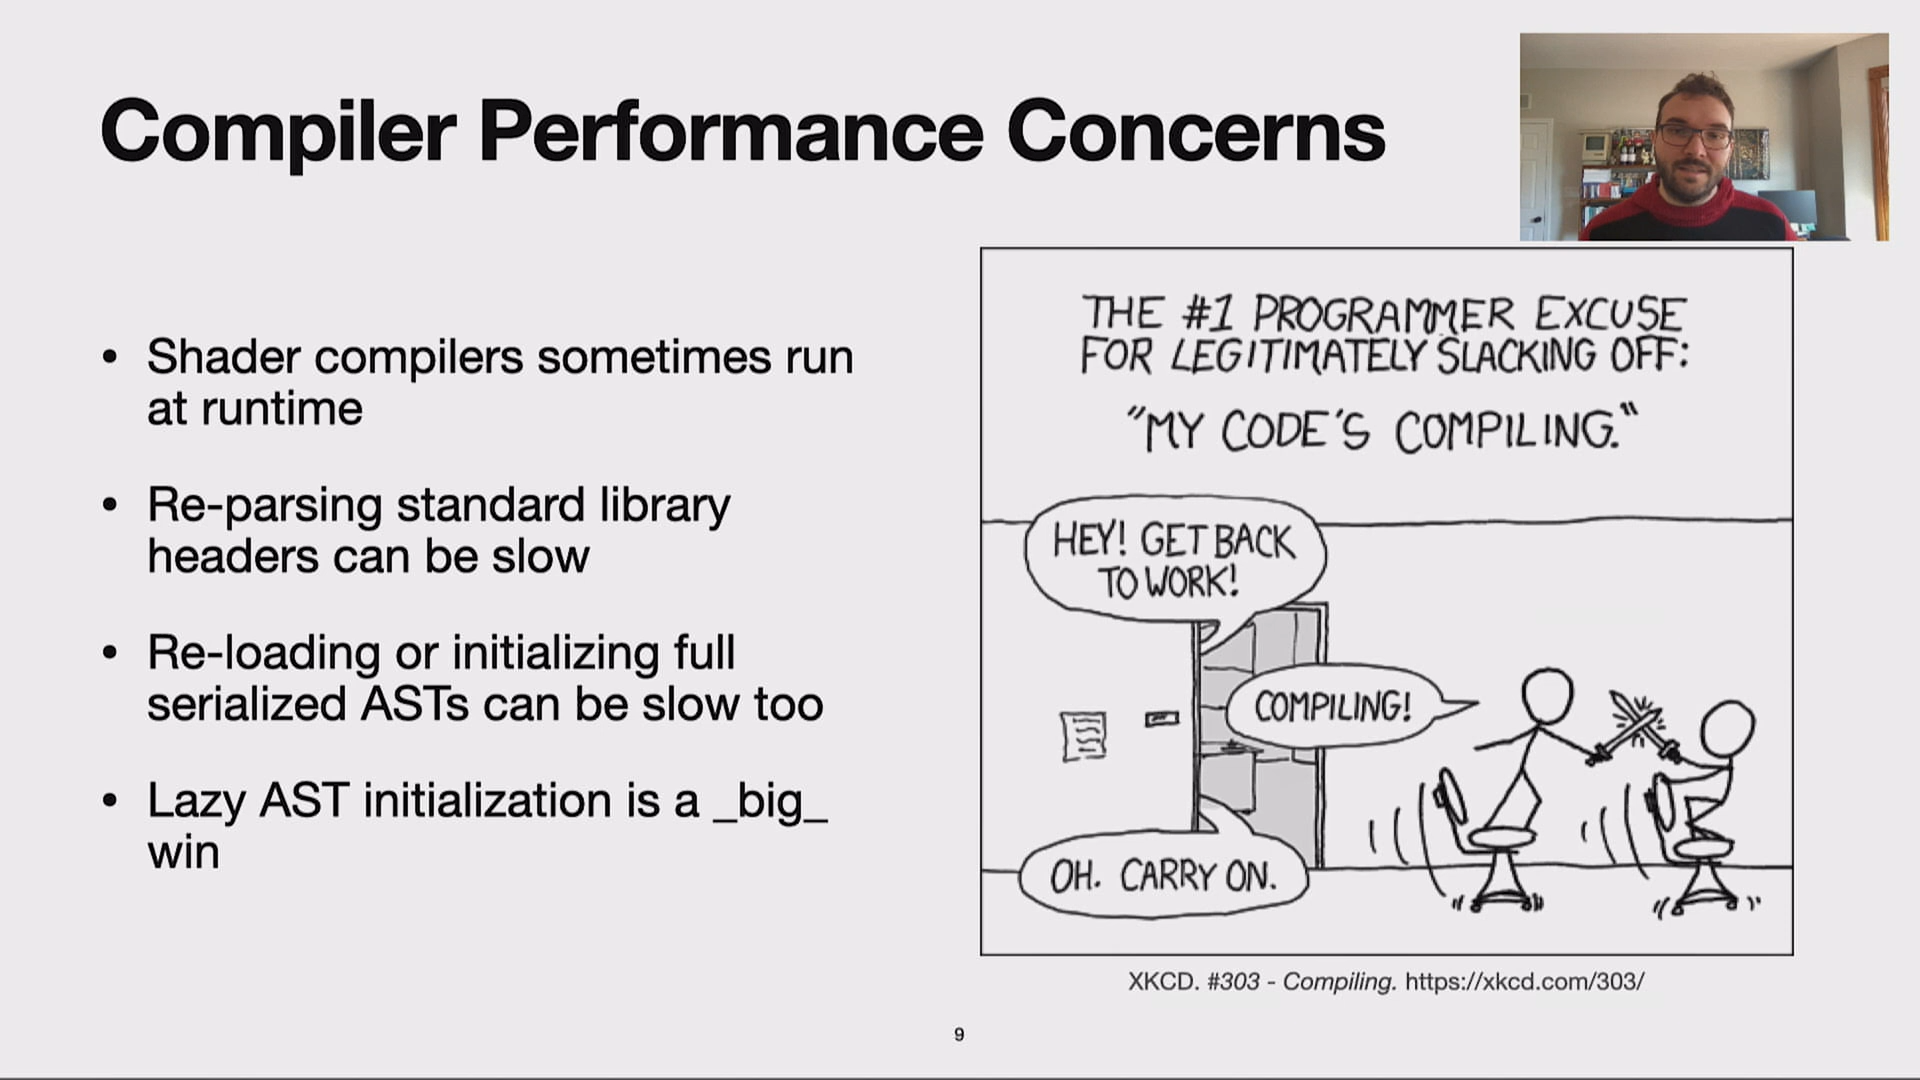 Compiler Performance Concerns
• Shader compilers sometimes run
at runtime
• Re-parsing standard library
headers can be slow
• Re-loading or initializing full
serialized ASTs can be slow too
• Lazy AST initialization is a _big_
win
THE #1 PROGRAMMER EXCUSE
FOR LEGITIMATELY SLACKING OFF:
"MY CODE'S COMPILING."
HEY! GET BACK
TO WORK!
COMPILING!
OH. CARRY ON.
XKCD. #303 - Compiling. https://xkcd.com/303/
9